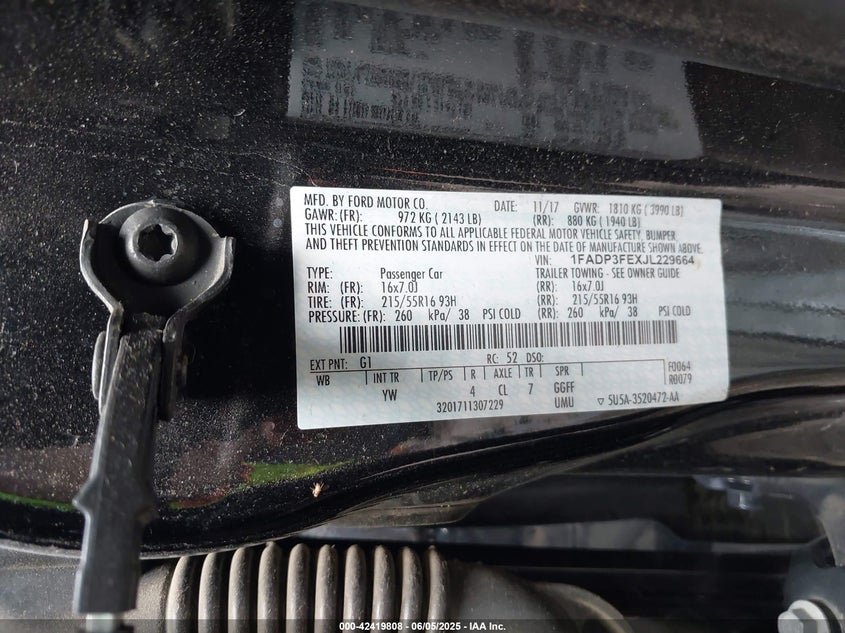 MFD. BY FORD MOTOR CO. DATE: 11/17 GVWR: 1810 KG ( 3990 LB)
GAWR: (FR): 972 KG ( 2143 LB) (RR): 880 KG ( 1940 LB)
THIS VEHICLE CONFORMS TO ALL APPLICABLE FEDERAL MOTOR VEHICLE SAFETY, BUMPER,
AND THEFT PREVENTION STANDARDS IN EFFECT ON THE DATE OF MANUFACTURE SHOWN ABOVE.
VIN: 1FADP3FEXJL229664
TYPE: Passenger Car TRAILER TOWING - SEE OWNER GUIDE
RIM: (FR) 16x7.0J (RR): 16x7.0J
TIRE: (FR) 215/55R16 93H (RR): 215/55R16 93H
PRESSURE: (FR) 260 kPa/ 38 PSI COLD (RR): 260 kPa/ 38 PSI COLD
EXT PNT: G1 RC: 52 DSO: F0064
WB INT TR TP/PS R AXLE TR SPR R0079
YW 4 CL 7 GGFF
3201711307229 UMU ▽ 5U5A-3520472-AA
000-42419808 - 06/05/2025 - IAA Inc.